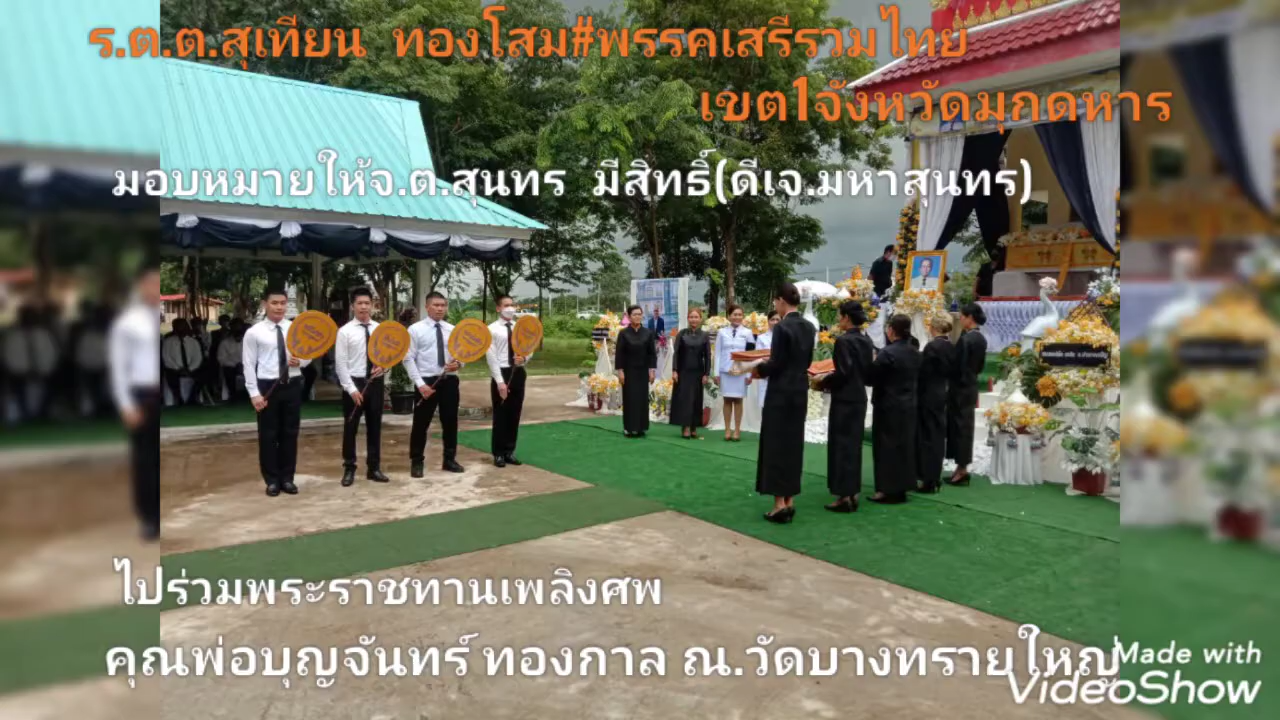 ร.ต.ต.สุเทียน ทองโสม#พรรคเสรีรวมไทย
เขต1จังหวัดมุกดหาร
มอบหมายให้จ.ต.สุนทร มีสิทธิ์(ดีเจ.มหาสุนทร)
ไปร่วมพระราชทานเพลิงศพ
คุณพ่อบุญจันทร์ ทองกาล ณ.วัดบางทรายใหญ่
Made with
VideoShow